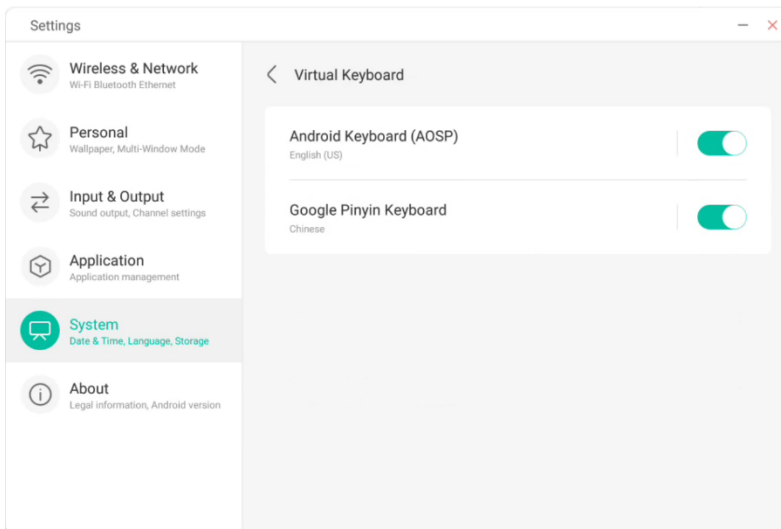 Settings
Wireless & Network
Wi-Fi Bluetooth Ethernet
Personal
Wallpaper, Multi-Window Mode
Input & Output
Sound output, Channel settings
Application
Application management
System
Date & Time, Language, Storage
About
Legal information, Android version
Virtual Keyboard
Android Keyboard (AOSP)
English (US)
Google Pinyin Keyboard
Chinese